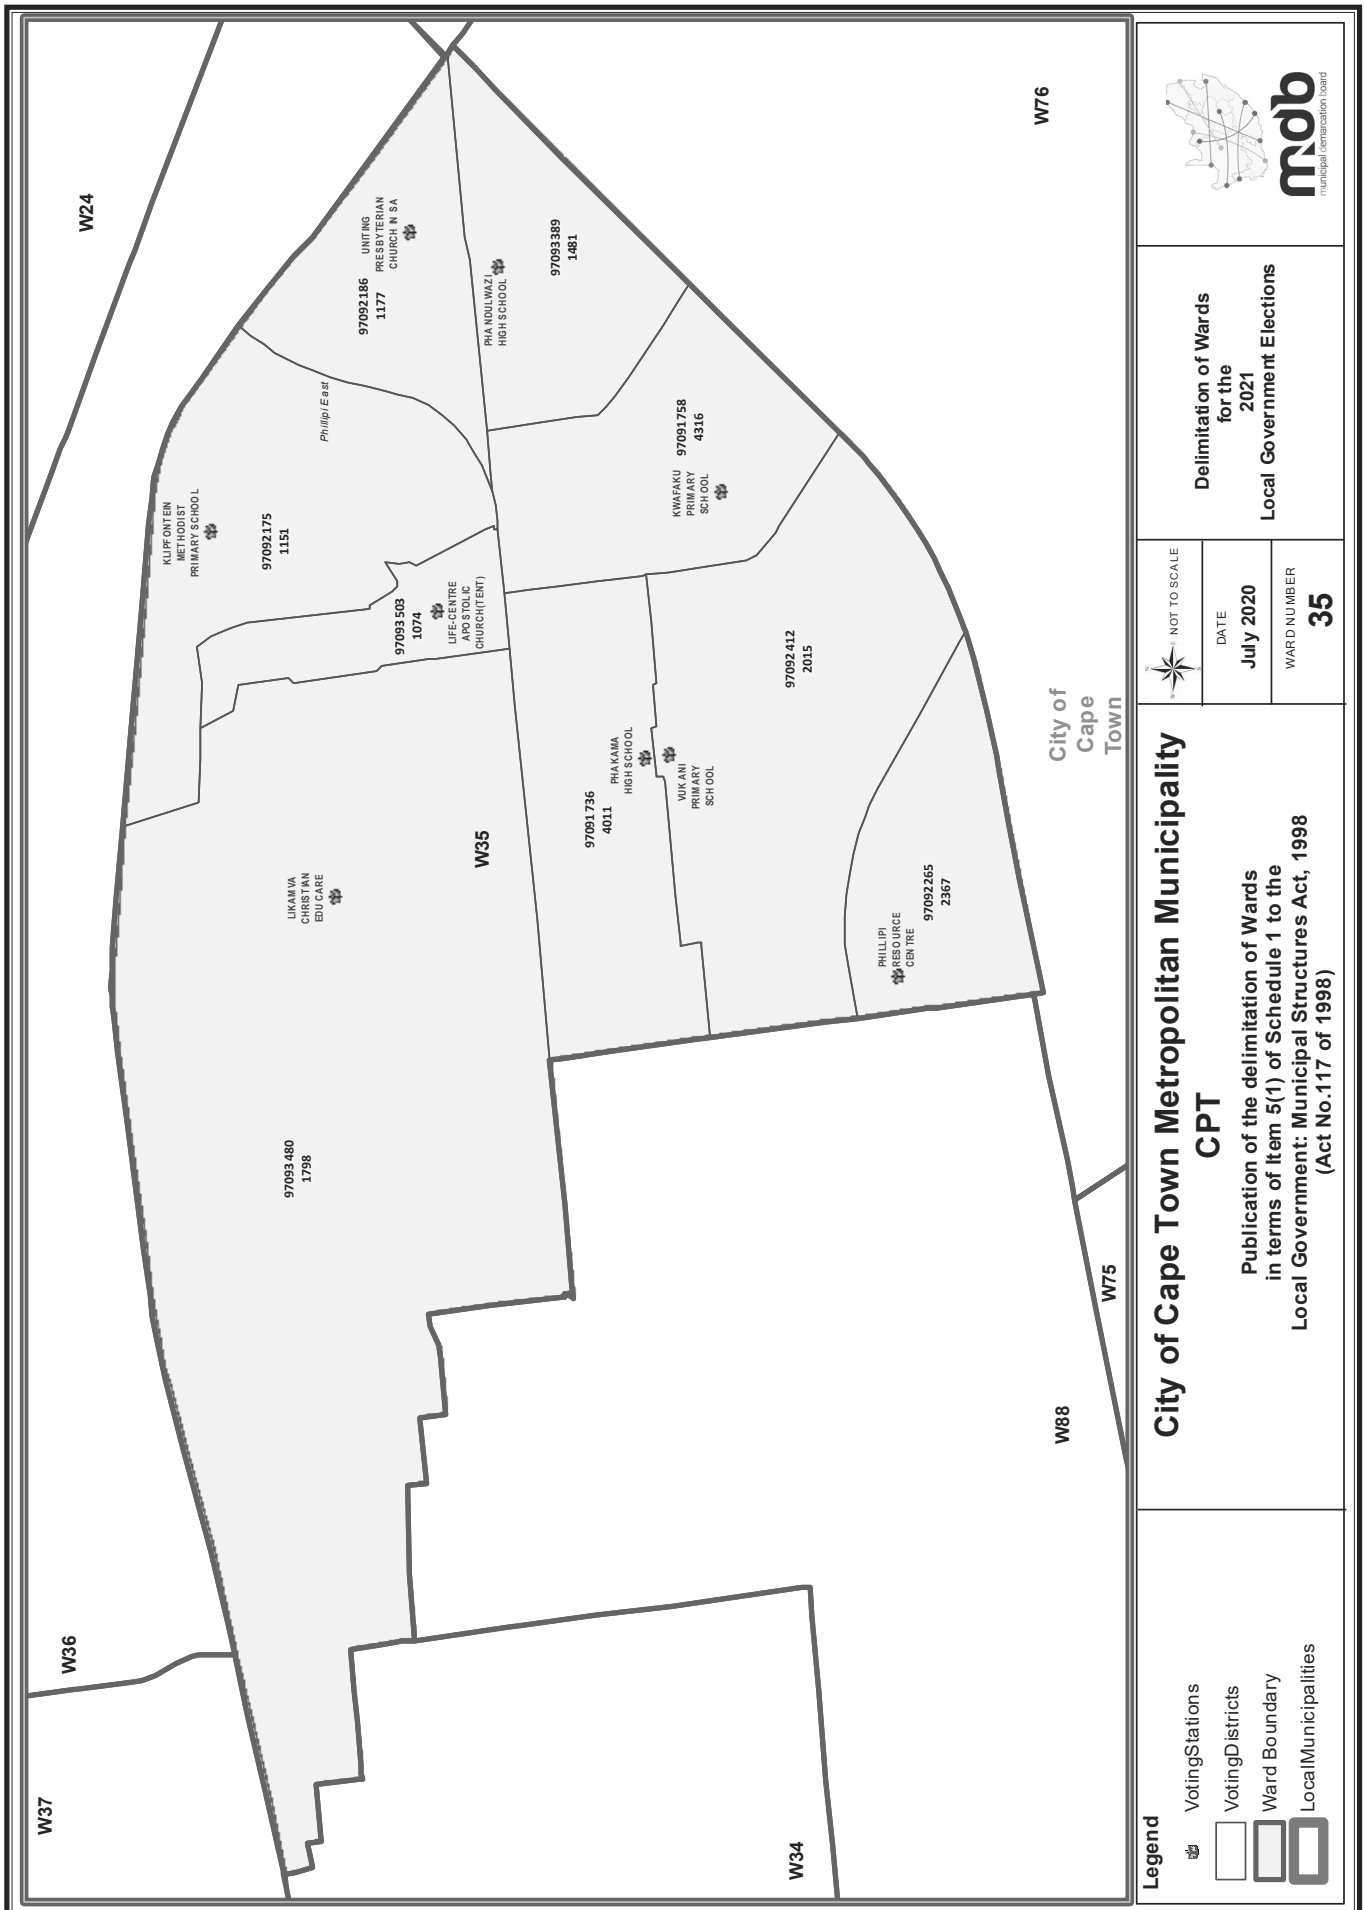 W37
W36
W24
W76
W34
W88
W75
W35
City of
Cape
Town
Phillipi East
KLIPFONTEIN
METHODIST
PRIMARY SCHOOL
97092175
1151
UNITING
PRESBYTERIAN
CHURCH IN SA
97092186
1177
PHANDULWAZI
HIGH SCHOOL
97093389
1481
97091758
4316
KWAFAKU
PRIMARY
SCHOOL
97093503
1074
LIFE-CENTRE
APOSTOLIC
CHURCH(TENT)
97092412
2015
PHAKAMA
HIGH SCHOOL
97091736
4011
VUKANI
PRIMARY
SCHOOL
LIKAMVA
CHRISTIAN
EDUCARE
97093480
1798
PHILLIPI
RESOURCE
CENTRE
97092265
2367
Legend
VotingStations
VotingDistricts
Ward Boundary
LocalMunicipalities
City of Cape Town Metropolitan Municipality
CPT
Publication of the delimitation of Wards
in terms of Item 5(1) of Schedule 1 to the
Local Government: Municipal Structures Act, 1998
(Act No.117 of 1998)
N
E
S
W
NOT TO SCALE
DATE
July 2020
WARD NUMBER
35
Delimitation of Wards
for the
2021
Local Government Elections
mdb
municipal demarcation board